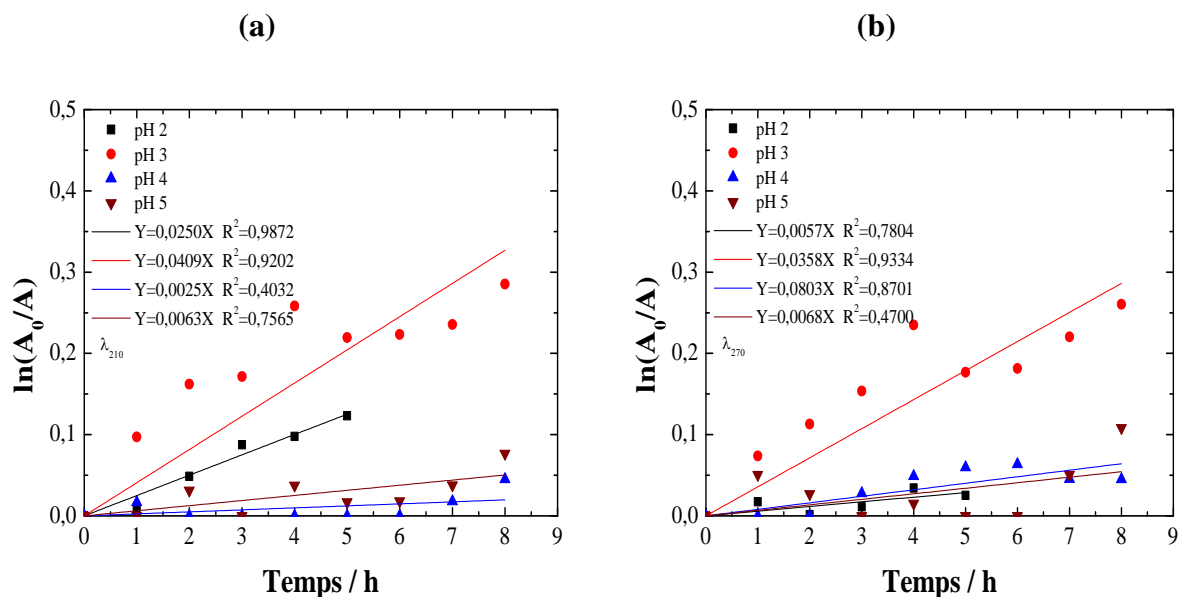 (a)
0,5
0,4
0,3
0,2
0,1
0,0
ln(A₀/A)
pH 2
pH 3
pH 4
pH 5
Y=0,0250X R²=0,9872
Y=0,0409X R²=0,9202
Y=0,0025X R²=0,4032
Y=0,0063X R²=0,7565
λ₂₁₀
0 1 2 3 4 5 6 7 8 9
Temps / h
(b)
0,5
0,4
0,3
0,2
0,1
0,0
ln(A₀/A)
pH 2
pH 3
pH 4
pH 5
Y=0,0057X R²=0,7804
Y=0,0358X R²=0,9334
Y=0,0803X R²=0,8701
Y=0,0068X R²=0,4700
λ₂₇₀
0 1 2 3 4 5 6 7 8 9
Temps / h